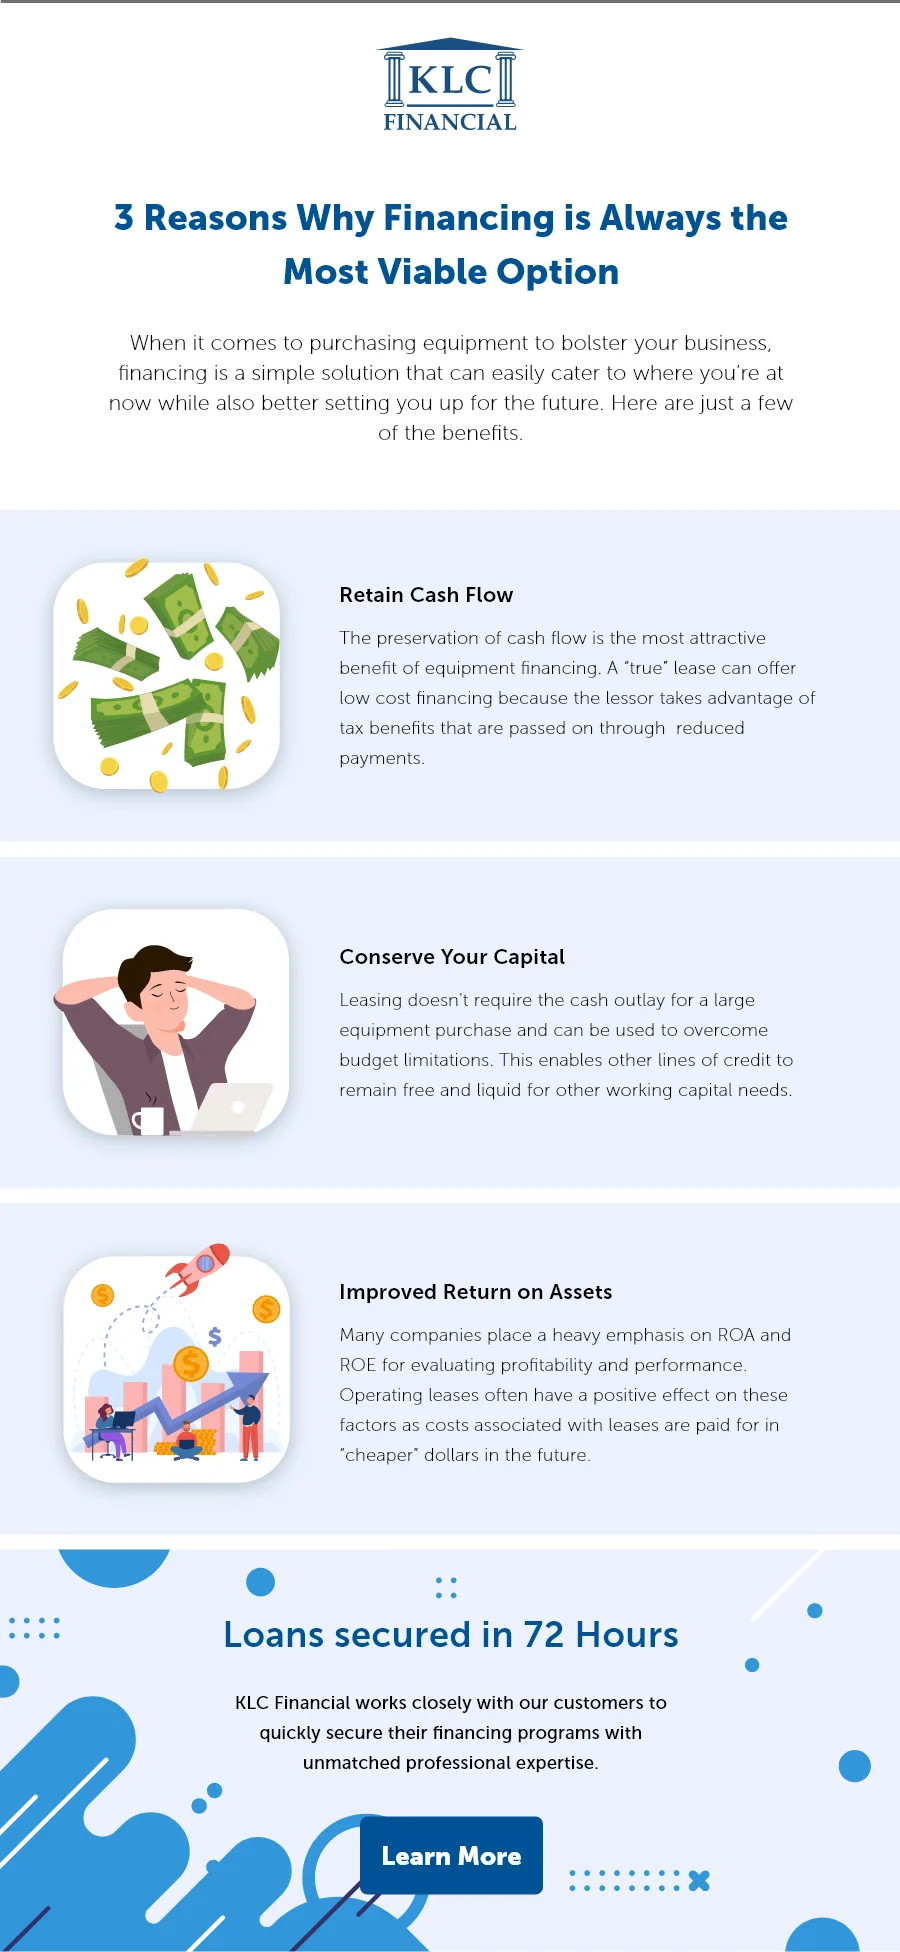 KLC
FINANCIAL
3 Reasons Why Financing is Always the
Most Viable Option
When it comes to purchasing equipment to bolster your business,
financing is a simple solution that can easily cater to where you’re at
now while also better setting you up for the future. Here are just a few
of the benefits.
Retain Cash Flow
The preservation of cash flow is the most attractive
benefit of equipment financing. A “true” lease can offer
low cost financing because the lessor takes advantage of
tax benefits that are passed on through  reduced
payments.
Conserve Your Capital
Leasing doesn't require the cash outlay for a large
equipment purchase and can be used to overcome
budget limitations. This enables other lines of credit to
remain free and liquid for other working capital needs.
$
$
$
$
Improved Return on Assets
Many companies place a heavy emphasis on ROA and
ROE for evaluating profitability and performance.
Operating leases often have a positive effect on these
factors as costs associated with leases are paid for in
“cheaper” dollars in the future.
Loans secured in 72 Hours
KLC Financial works closely with our customers to
quickly secure their financing programs with
unmatched professional expertise.
Learn More